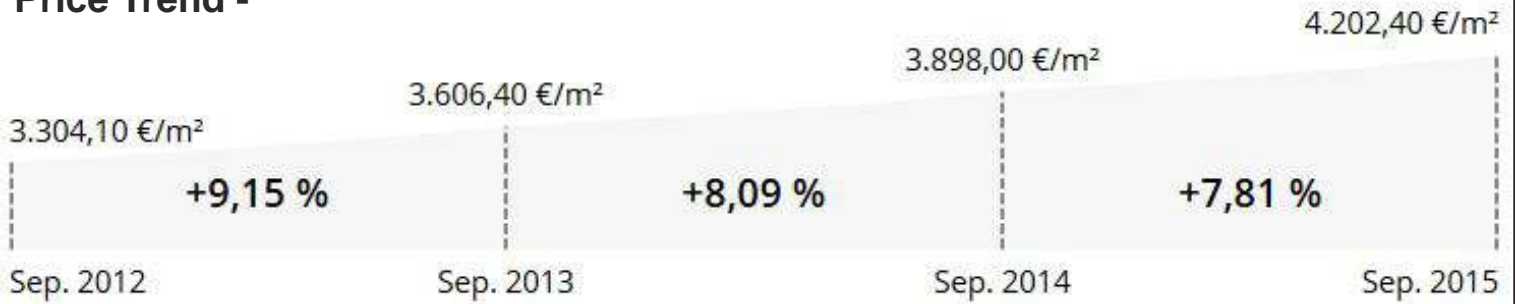 Price Trend -
4.202,40 €/m²
3.898,00 €/m²
3.606,40 €/m²
3.304,10 €/m²
+9,15 % +8,09 % +7,81 %
Sep. 2012 Sep. 2013 Sep. 2014 Sep. 2015